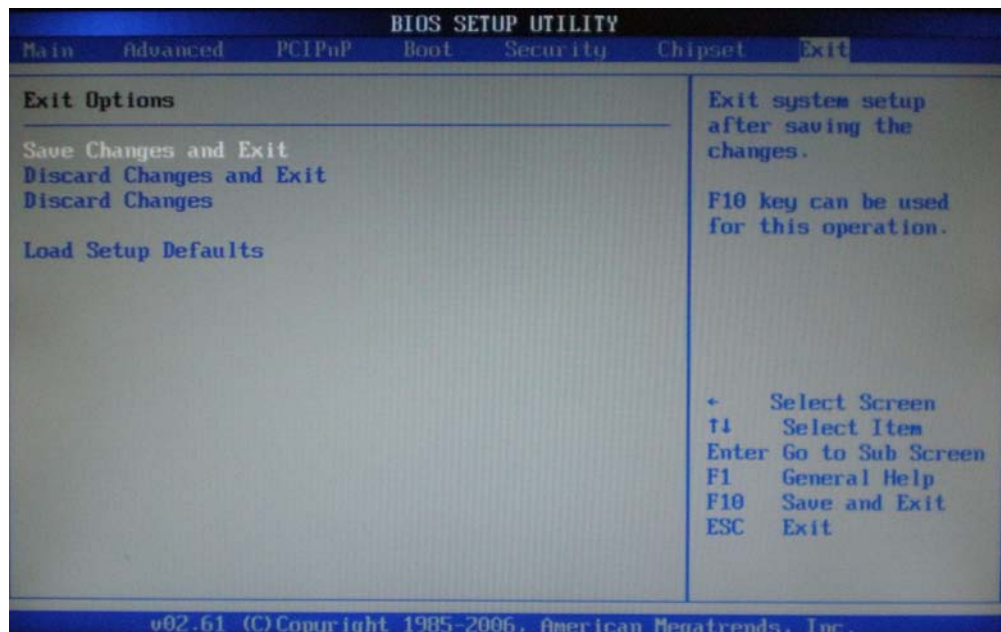 BIOS SETUP UTILITY
Main Advanced PCIPnP Boot Security Chipset Exit
Exit Options
Save Changes and Exit
Discard Changes and Exit
Discard Changes
Load Setup Defaults
Exit system setup
after saving the
changes.
F10 key can be used
for this operation.
← Select Screen
↑↓ Select Item
Enter Go to Sub Screen
F1 General Help
F10 Save and Exit
ESC Exit
v02.61 (C)Copyright 1985-2006, American Megatrends, Inc.